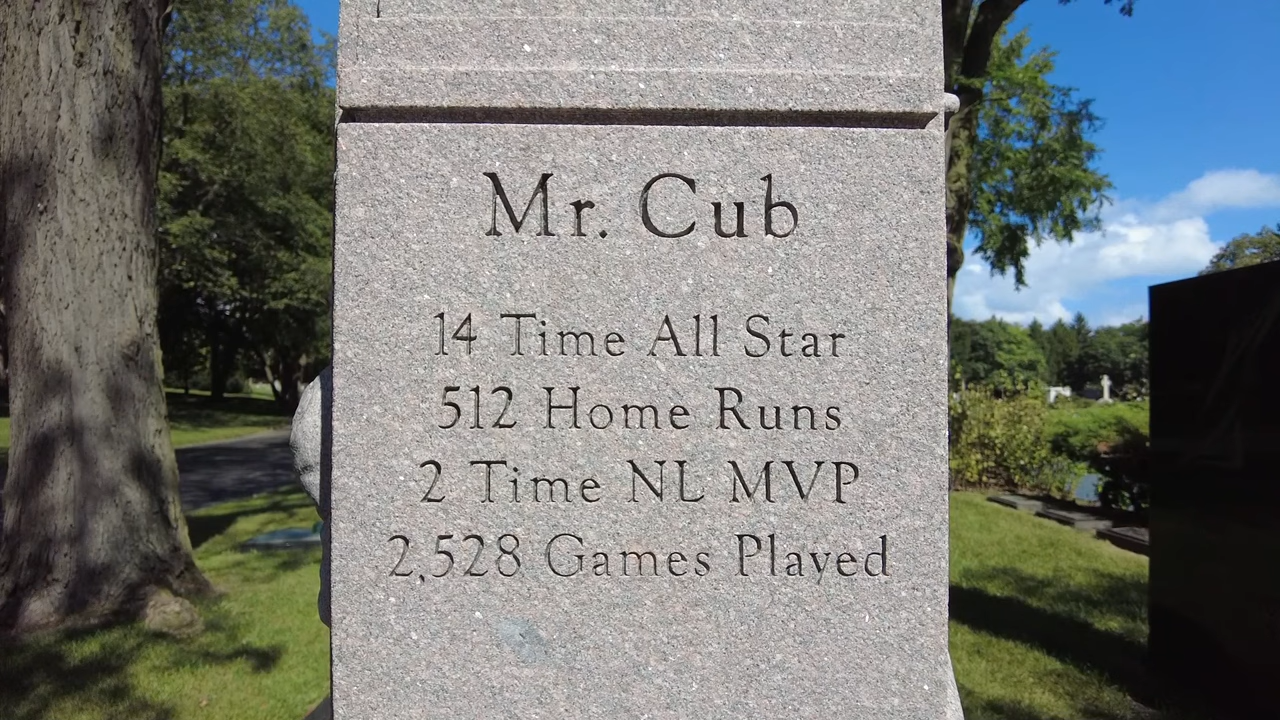 Mr. Cub
14 Time All Star
512 Home Runs
2 Time NL MVP
2,528 Games Played